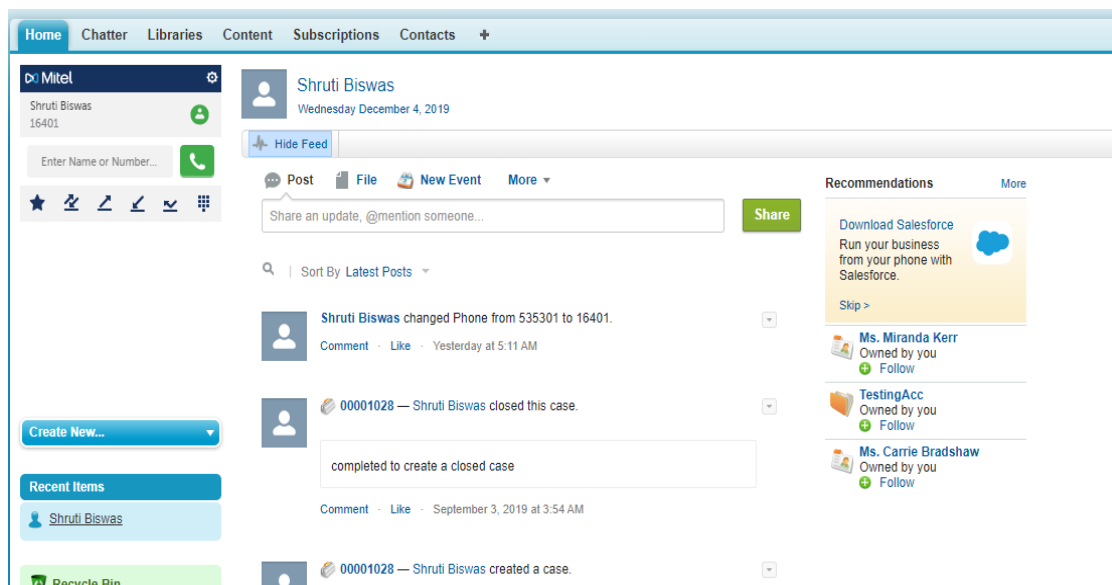 Home Chatter Libraries Content Subscriptions Contacts +
Mitel
Shruti Biswas
16401
Enter Name or Number...
Create New...
Recent Items
Shruti Biswas
Recycle Bin
Shruti Biswas
Wednesday December 4, 2019
Hide Feed
Post File New Event More
Share an update, @mention someone...
Share
Sort By Latest Posts
Shruti Biswas changed Phone from 535301 to 16401.
Comment · Like · Yesterday at 5:11 AM
00001028 — Shruti Biswas closed this case.
completed to create a closed case
Comment · Like · September 3, 2019 at 3:54 AM
00001028 — Shruti Biswas created a case.
Recommendations More
Download Salesforce
Run your business
from your phone with
Salesforce.
Skip >
Ms. Miranda Kerr
Owned by you
Follow
TestingAcc
Owned by you
Follow
Ms. Carrie Bradshaw
Owned by you
Follow